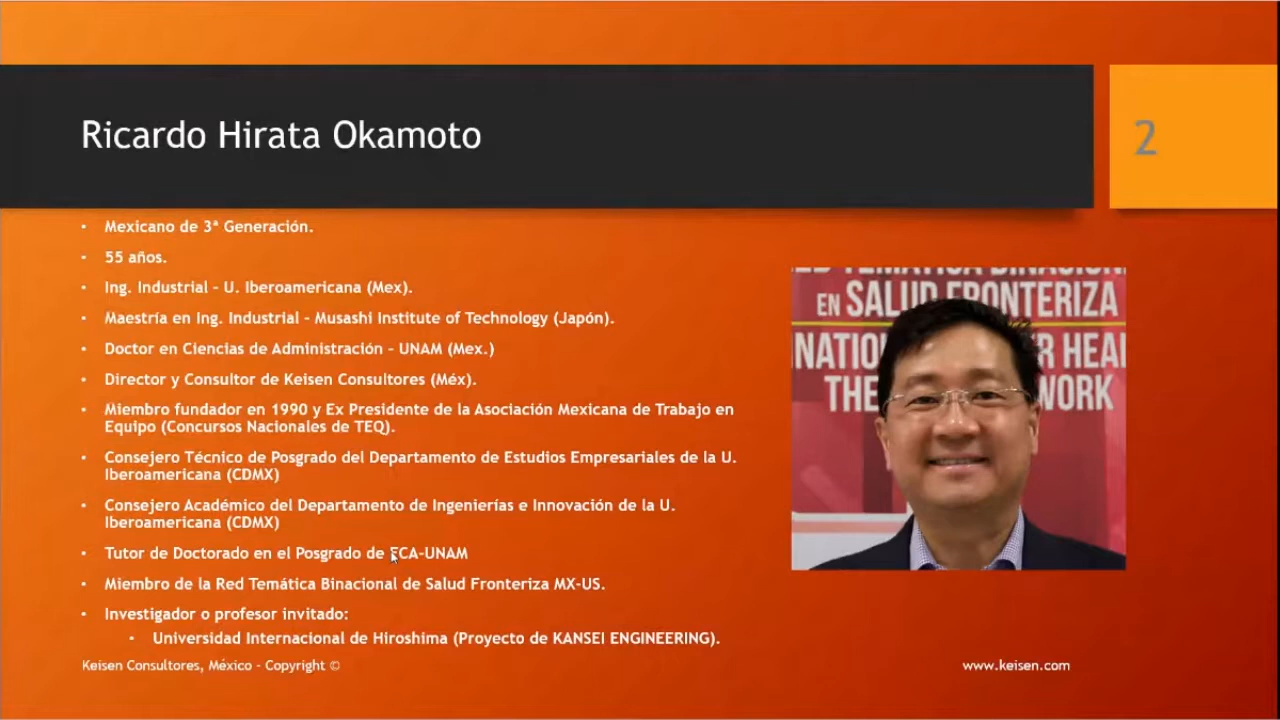 Ricardo Hirata Okamoto
2
• Mexicano de 3ª Generación.
• 55 años.
• Ing. Industrial – U. Iberoamericana (Mex).
• Maestría en Ing. Industrial – Musashi Institute of Technology (Japón).
• Doctor en Ciencias de Administración – UNAM (Mex.)
• Director y Consultor de Keisen Consultores (Méx).
• Miembro fundador en 1990 y Ex Presidente de la Asociación Mexicana de Trabajo en
Equipo (Concursos Nacionales de TEQ).
• Consejero Técnico de Posgrado del Departamento de Estudios Empresariales de la U.
Iberoamericana (CDMX)
• Consejero Académico del Departamento de Ingenierías e Innovación de la U.
Iberoamericana (CDMX)
• Tutor de Doctorado en el Posgrado de FCA-UNAM
• Miembro de la Red Temática Binacional de Salud Fronteriza MX-US.
• Investigador o profesor invitado:
• Universidad Internacional de Hiroshima (Proyecto de KANSEI ENGINEERING).
EN SALUD FRONTERIZA
THE
WORK
Keisen Consultores, México - Copyright ©
www.keisen.com